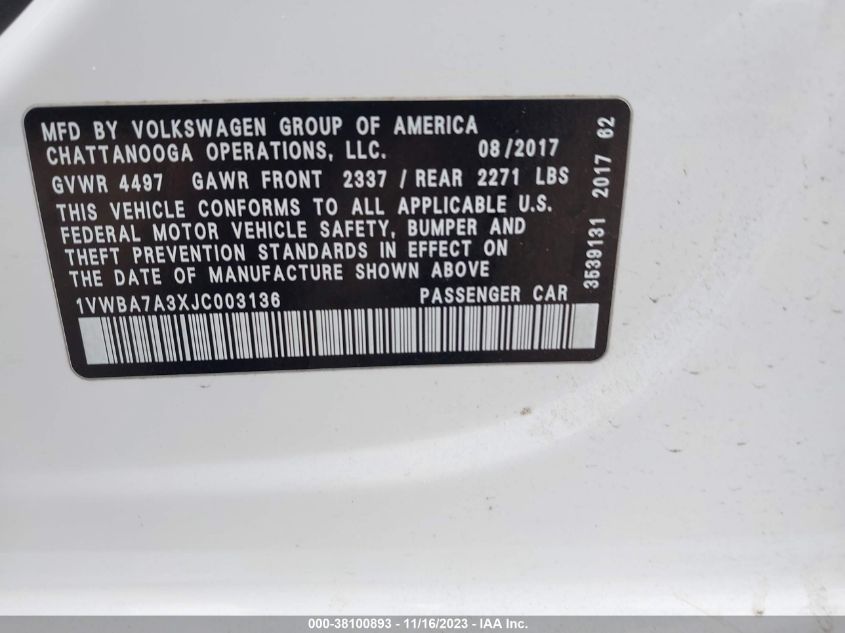 MFD BY VOLKSWAGEN GROUP OF AMERICA
CHATTANOOGA OPERATIONS, LLC. 08/2017
GVWR 4497 GAWR FRONT 2337 / REAR 2271 LBS
THIS VEHICLE CONFORMS TO ALL APPLICABLE U.S.
FEDERAL MOTOR VEHICLE SAFETY, BUMPER AND
THEFT PREVENTION STANDARDS IN EFFECT ON
THE DATE OF MANUFACTURE SHOWN ABOVE
1VWBA7A3XJC003136 PASSENGER CAR
3539131 2017 62
000-38100893 - 11/16/2023 - IAA Inc.